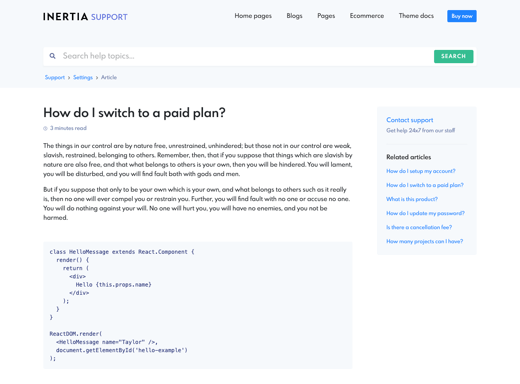 INERTIA SUPPORT
Home pages Blogs Pages Ecommerce Theme docs Buy now
Search help topics... SEARCH
Support › Settings › Article
How do I switch to a paid plan?
3 minutes read
The things in our control are by nature free, unrestrained, unhindered; but those not in our control are weak,
slavish, restrained, belonging to others. Remember, then, that if you suppose that things which are slavish by
nature are also free, and that what belongs to others is your own, then you will be hindered. You will lament,
you will be disturbed, and you will find fault both with gods and men.
But if you suppose that only to be your own which is your own, and what belongs to others such as it really
is, then no one will ever compel you or restrain you. Further, you will find fault with no one or accuse no one.
You will do nothing against your will. No one will hurt you, you will have no enemies, and you not be
harmed.
class HelloMessage extends React.Component {
  render() {
    return (
      <div>
        Hello {this.props.name}
      </div>
    );
  }
}
ReactDOM.render(
  <HelloMessage name="Taylor" />,
  document.getElementById('hello-example')
);
Contact support
Get help 24x7 from our staff
Related articles
How do I setup my account?
How do I switch to a paid plan?
What is this product?
How do I update my password?
Is there a cancellation fee?
How many projects can I have?